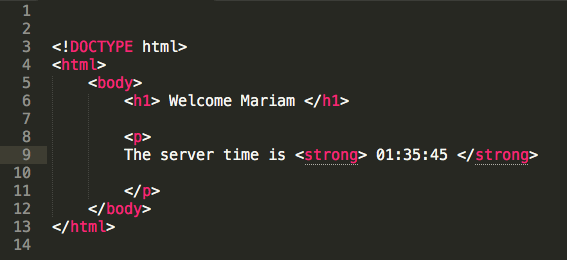 1
2
3 <!DOCTYPE html>
4 <html>
5 <body>
6 <h1> Welcome Mariam </h1>
7
8 <p>
9 The server time is <strong> 01:35:45 </strong>
10
11 </p>
12 </body>
13 </html>
14